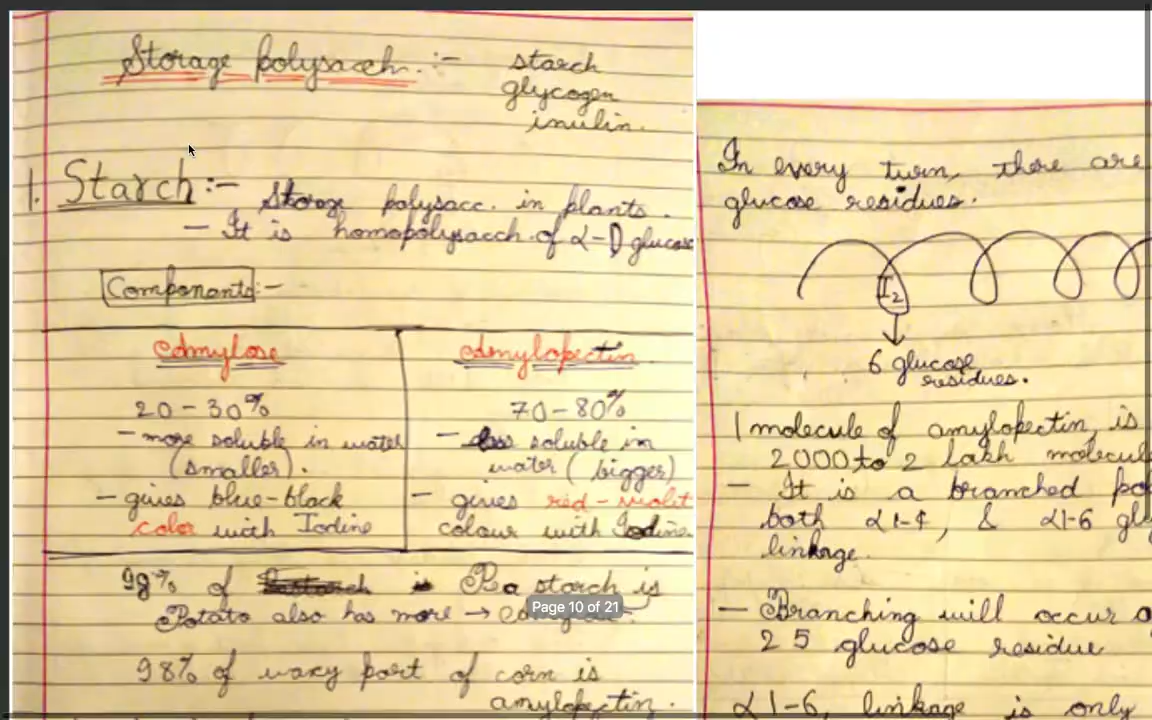 Storage polysacch. :- starch
glycogen
inulin.
1. Starch :- Storage polysacc. in plants.
- It is homopolysacch. of α-D glucose
Components :-
Amylose
20-30%
- more soluble in water
(smaller).
- gives blue-black
color with Iodine
Amylopectin
70-80%
- less soluble in
water (bigger)
- gives red-violet
colour with Iodine.
98% of starch is
Potato also has more →
98% of waxy part of corn is
amylopectin.
Page 10 of 21
In every turn, there are
glucose residues.
I2
6 glucose
residues.
1 molecule of amylopectin, is
2000 to 2 lakh molecul
- It is a branched po
both α1-4, & α1-6 gl
linkage.
- Branching will occur a
25 glucose residue
α1-6, linkage is only